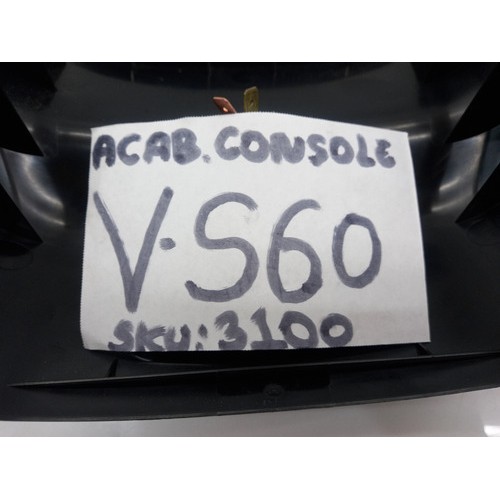 ACAB. CONSOLE
V.S60
SKU: 3100